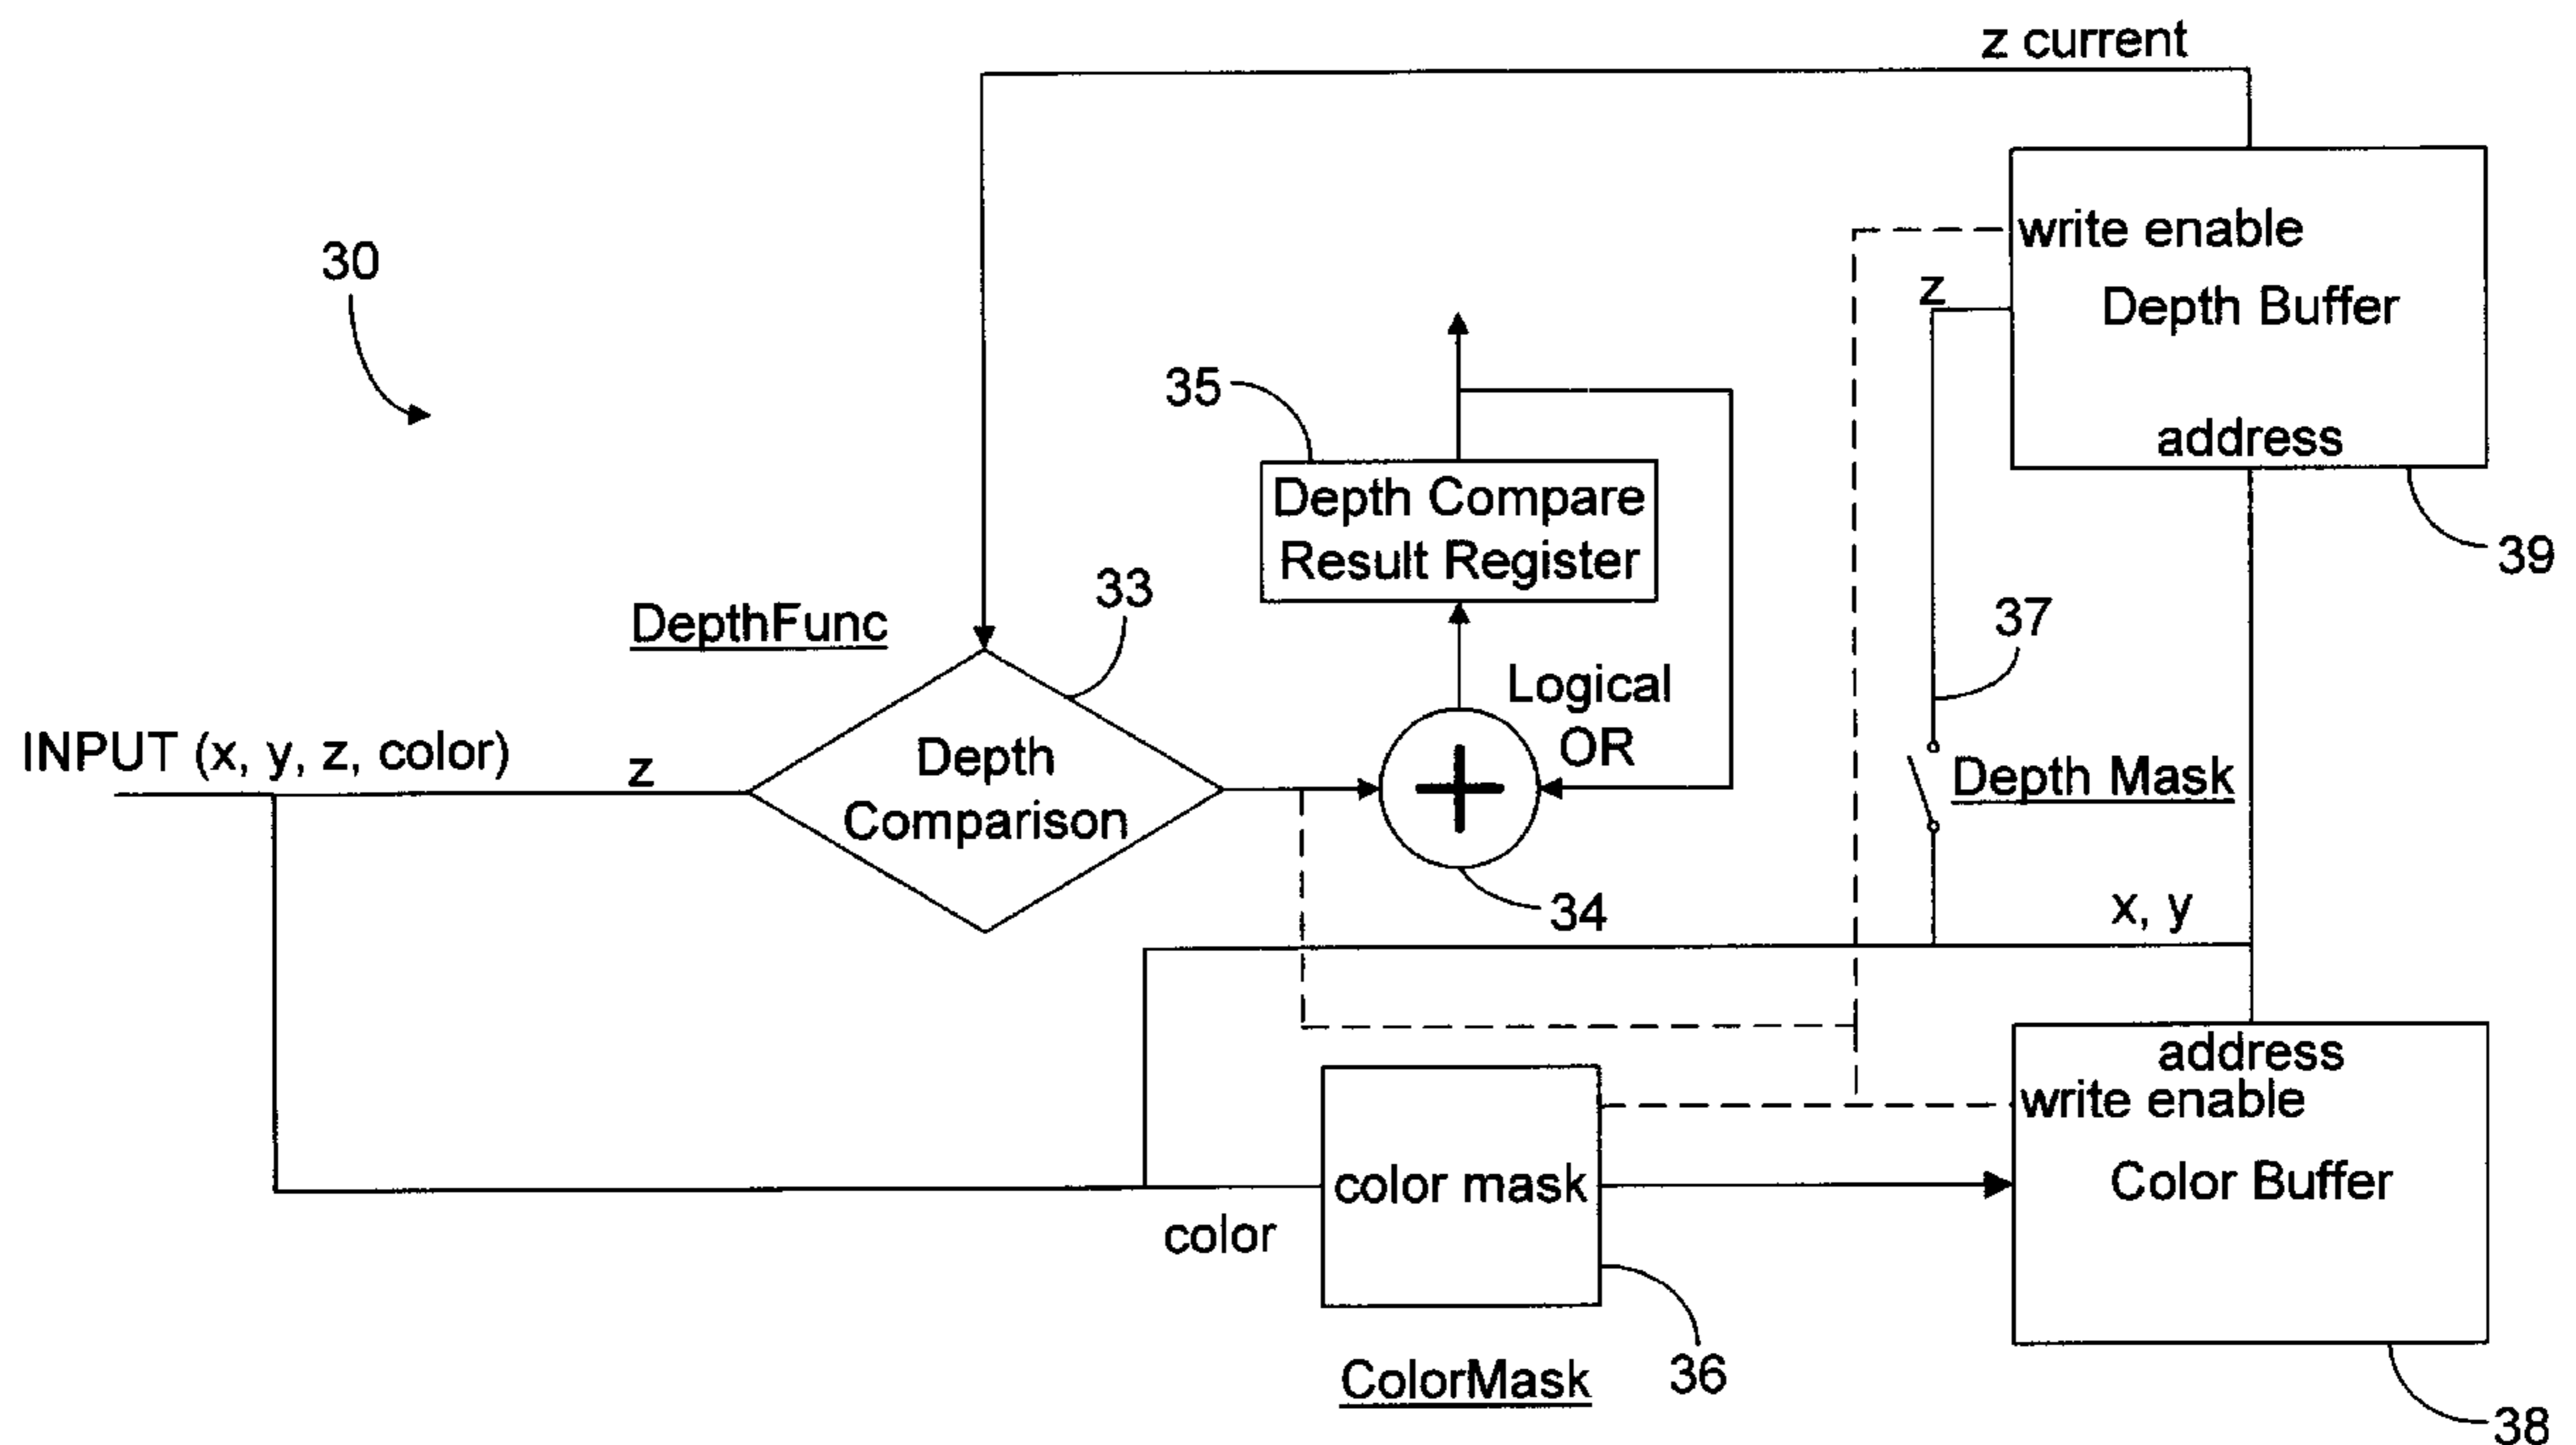 z current
30
write enable
z
Depth Buffer
35
address
Depth Compare
Result Register
39
33
37
DepthFunc
Logical
OR
INPUT (x, y, z, color)
z
Depth
Comparison
Depth Mask
34
x, y
address
write enable
color mask
Color Buffer
color
36
ColorMask
38